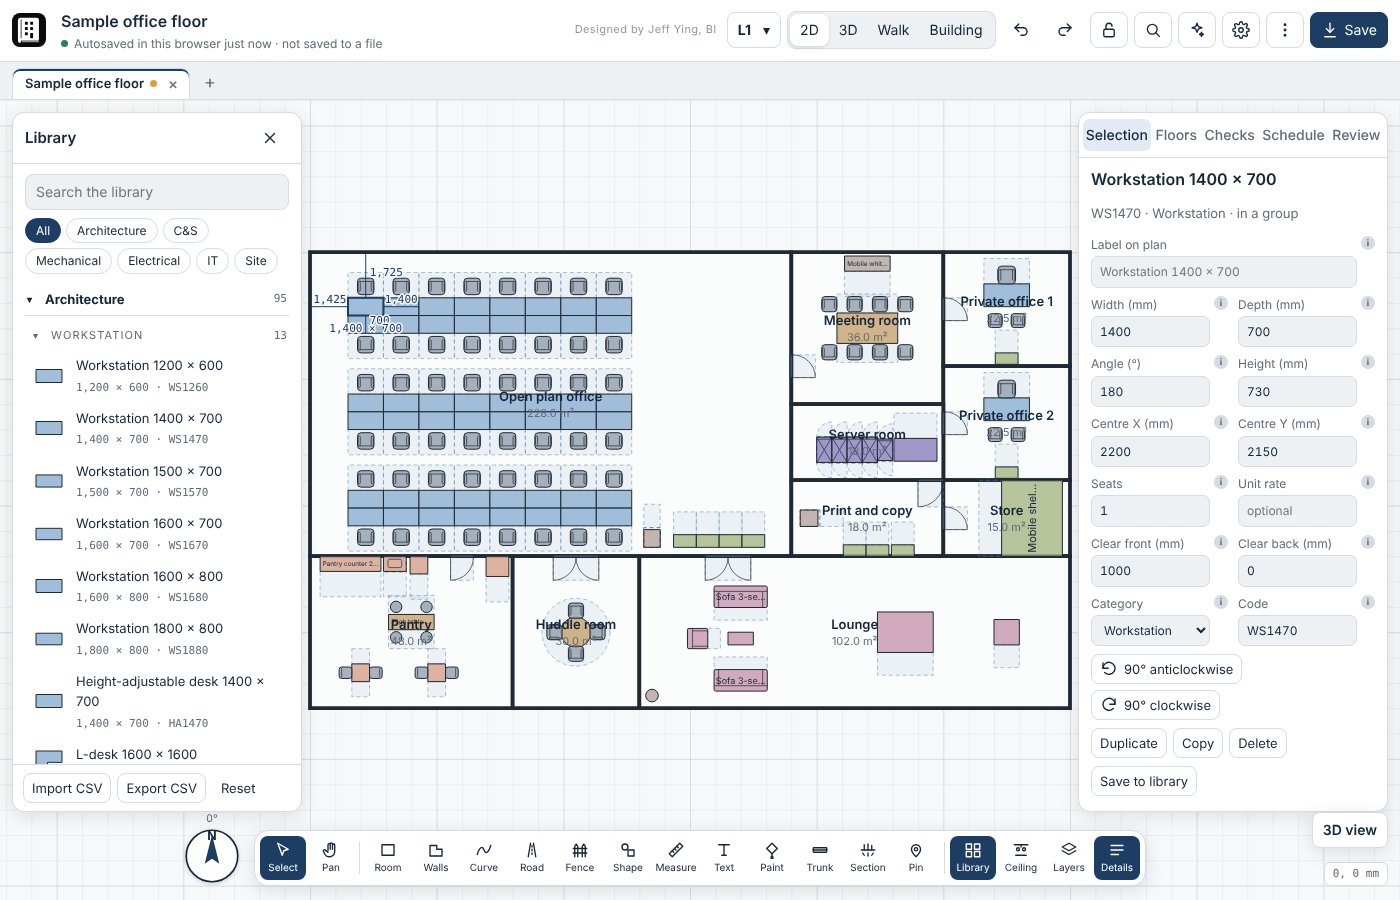 Sample office floor
Autosaved in this browser just now · not saved to a file
Designed by Jeff Ying, BI
L1 ▾
2D 3D Walk Building
Save
Sample office floor ×
+
Library
Search the library
All Architecture C&S
Mechanical Electrical IT Site
Architecture 95
WORKSTATION 13
Workstation 1200 × 600
1,200 × 600 · WS1260
Workstation 1400 × 700
1,400 × 700 · WS1470
Workstation 1500 × 700
1,500 × 700 · WS1570
Workstation 1600 × 700
1,600 × 700 · WS1670
Workstation 1600 × 800
1,600 × 800 · WS1680
Workstation 1800 × 800
1,800 × 800 · WS1880
Height-adjustable desk 1400 ×
700
1,400 × 700 · HA1470
L-desk 1600 × 1600
Import CSV Export CSV Reset
1,725
1,425
1,400
700
1,400 × 700
Open plan office
228.0 m²
Mobile whit...
Meeting room
36.0 m²
Private office 1
Private office 2
Server room
Print and copy
18.0 m²
Store
15.0 m²
Mobile shel...
Pantry counter 2...
Pantry
Huddle room
30.0 m²
Sofa 3-se...
Lounge
102.0 m²
Sofa 3-se...
Selection Floors Checks Schedule Review
Workstation 1400 × 700
WS1470 · Workstation · in a group
Label on plan
Workstation 1400 × 700
Width (mm) Depth (mm)
1400 700
Angle (°) Height (mm)
180 730
Centre X (mm) Centre Y (mm)
2200 2150
Seats Unit rate
1 optional
Clear front (mm) Clear back (mm)
1000 0
Category Code
Workstation WS1470
90° anticlockwise
90° clockwise
Duplicate Copy Delete
Save to library
3D view
0, 0 mm
0°
N
Select Pan Room Walls Curve Road Fence Shape Measure Text Paint Trunk Section Pin Library Ceiling Layers Details